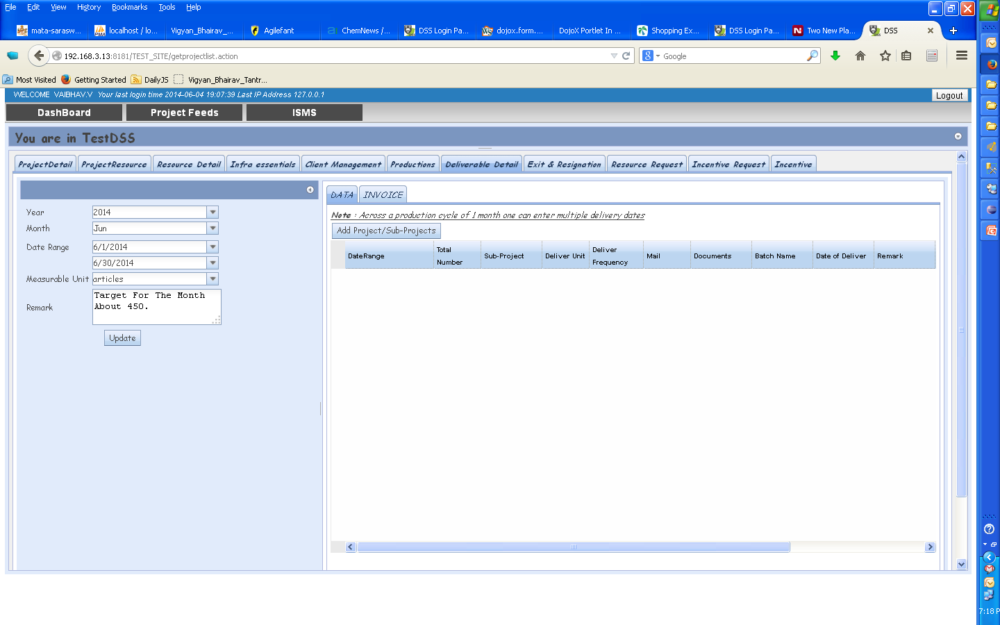 File Edit View History Bookmarks Tools Help
mata-sarasw... localhost / lo... Vigyan_Bhairav_... Agilefant ChemNews /... DSS Login Pa... dojox.form.... DojoX Portlet In ... Shopping Ex... DSS Login Pa... Two New Pla... DSS
192.168.3.13:8181/TEST_SITE/getprojectlist.action Google
Most Visited Getting Started DailyJS Vigyan_Bhairav_Tantr...
WELCOME VAIBHAV.V Your last login time 2014-06-04 19:07:39 Last IP Address 127.0.0.1 Logout
DashBoard Project Feeds ISMS
You are in TestDSS
ProjectDetail ProjectResource Resource Detail Infra essentials Client Management Productions Deliverable Detail Exit & Resignation Resource Request Incentive Request Incentive
Year 2014
Month Jun
Date Range 6/1/2014
6/30/2014
Measurable Unit articles
Remark Target For The Month
About 450.
Update
DATA INVOICE
Note : Across a production cycle of 1 month one can enter multiple delivery dates
Add Project/Sub-Projects
DateRange Total Number Sub-Project Deliver Unit Deliver Frequency Mail Documents Batch Name Date of Deliver Remark
7:18 P